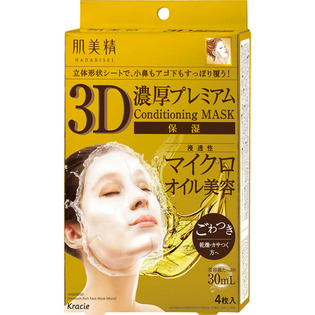 肌美精
HADABISEI
立体形状シートで、小鼻もアゴ下もすっぽり覆う!
3D
濃厚プレミアム
Conditioning MASK
保湿
浸透性
マイクロ
オイル美容
ごわつき
乾燥・カサつく
方へ
30mL
4枚入
Kracie